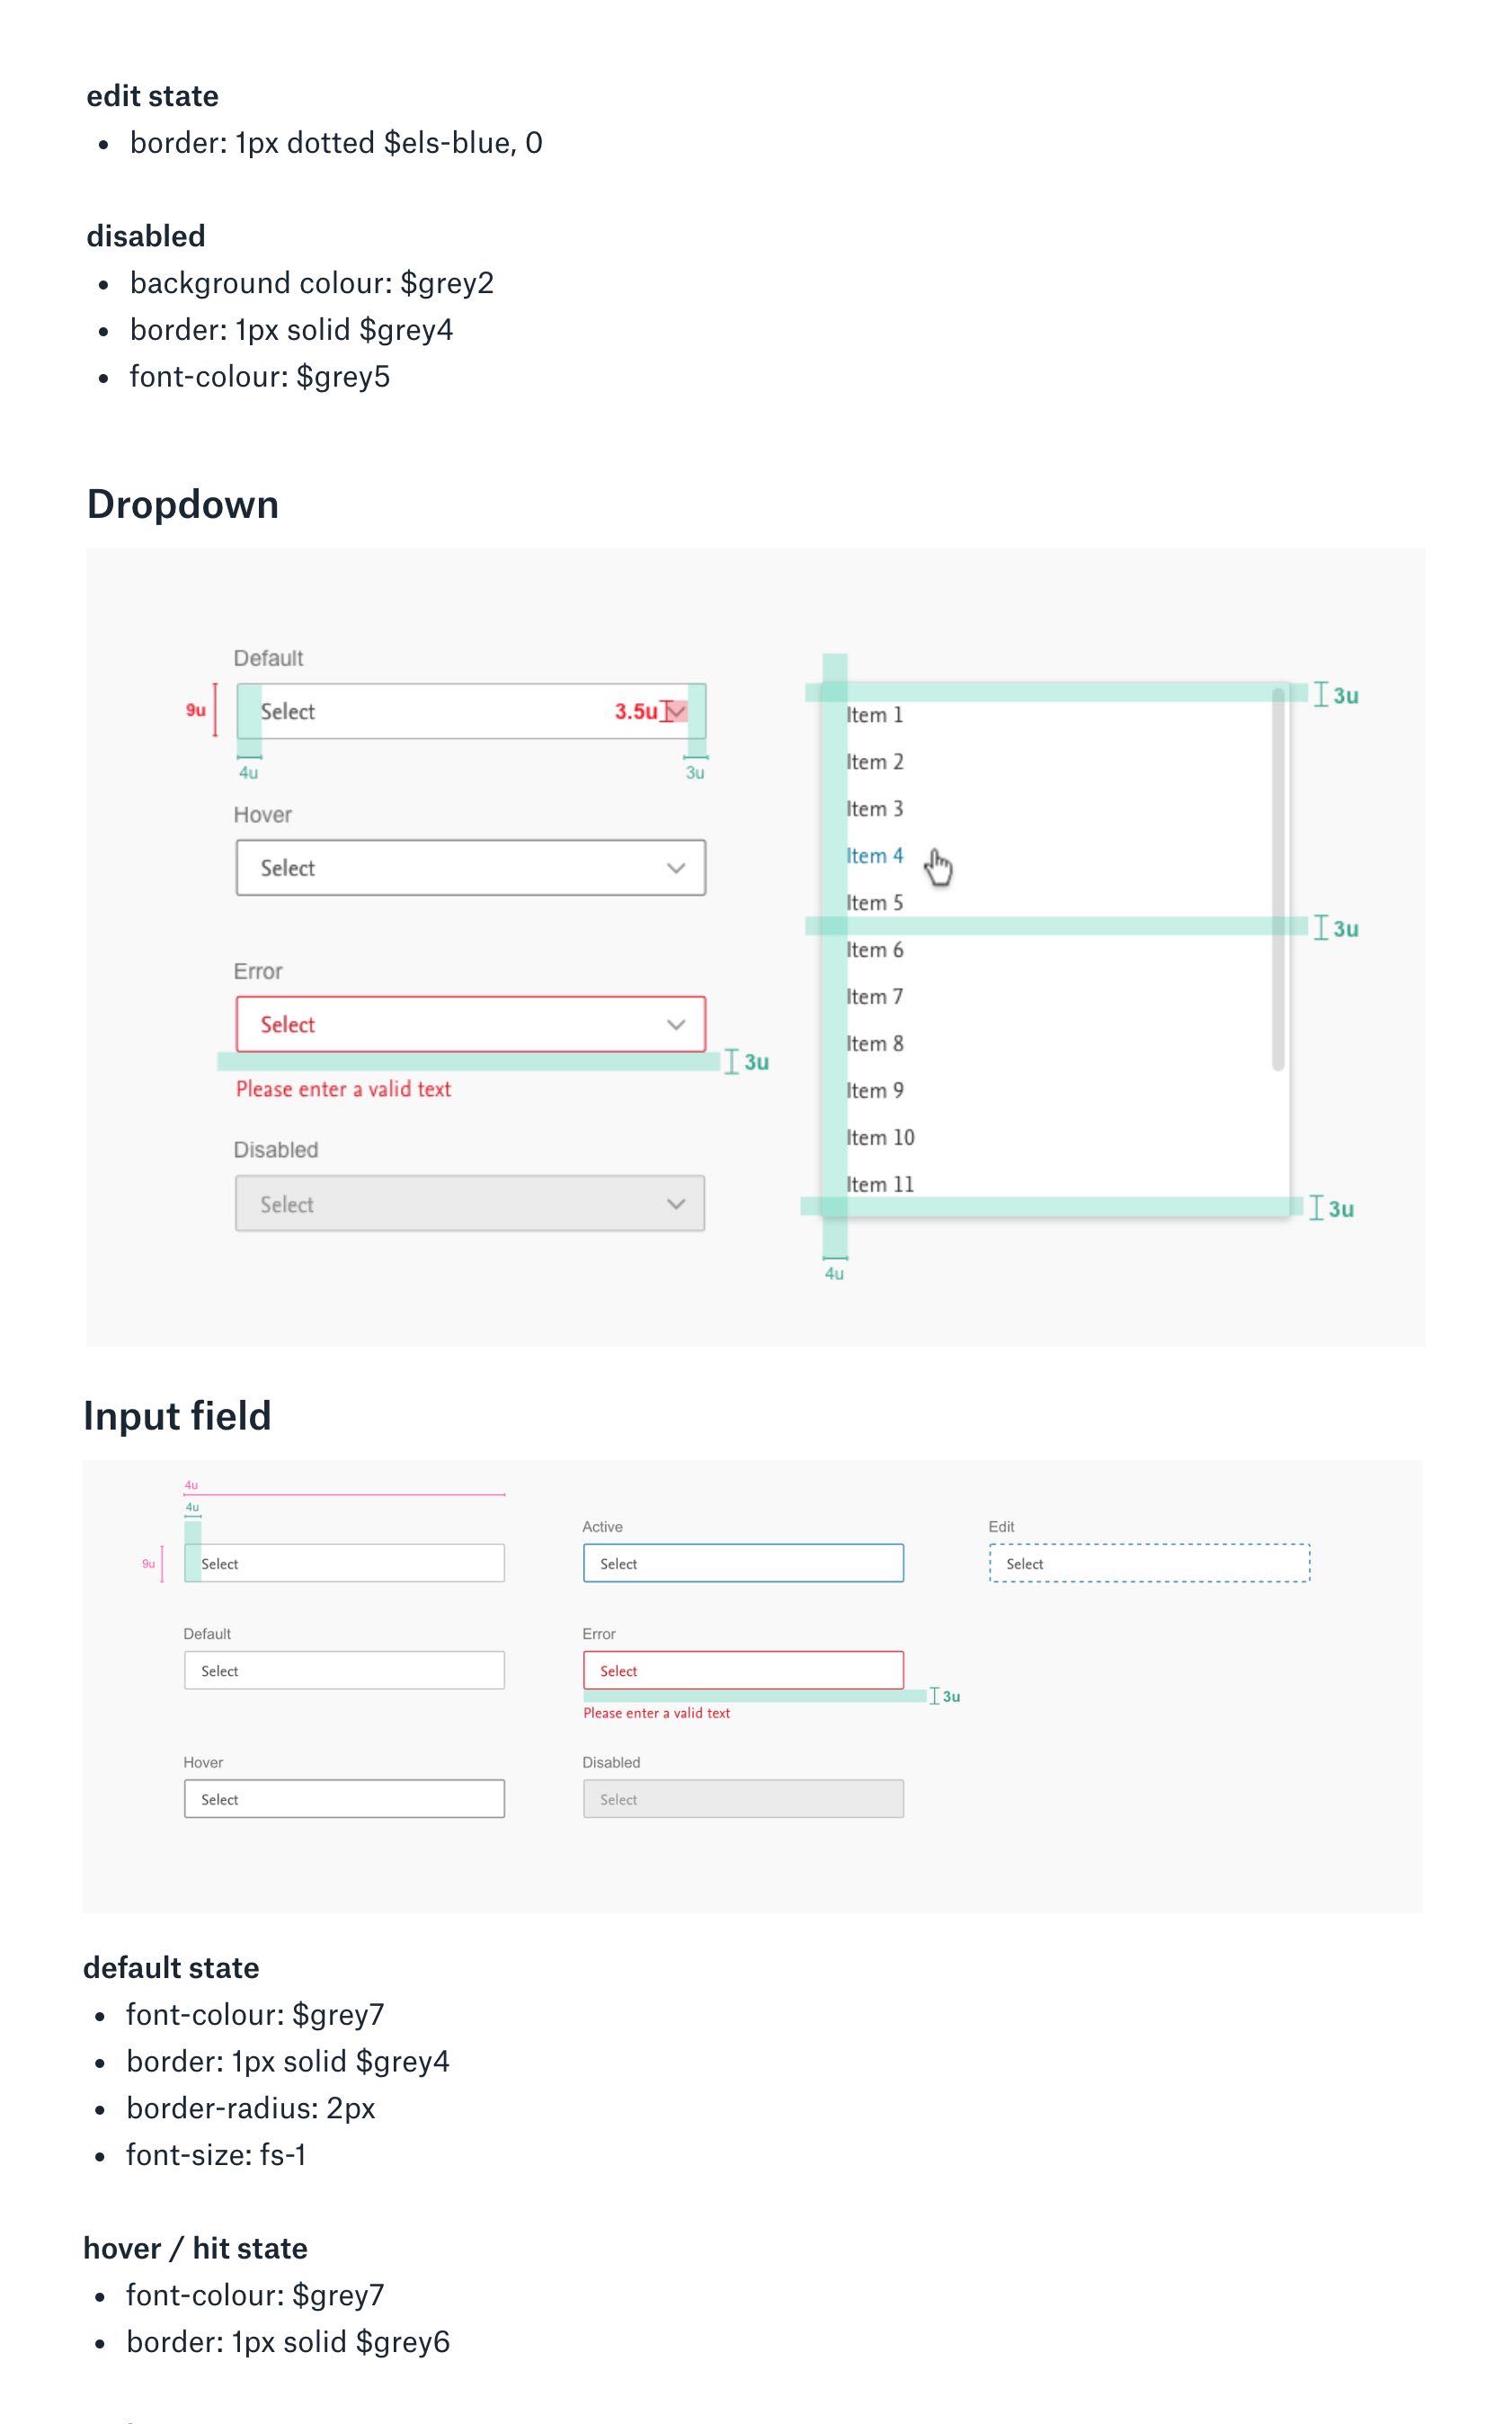 edit state
• border: 1px dotted $els-blue, 0
disabled
• background colour: $grey2
• border: 1px solid $grey4
• font-colour: $grey5
Dropdown
Default
9u
Select
3.5u
4u
3u
Hover
Select
Error
Select
3u
Please enter a valid text
Disabled
Select
3u
Item 1
Item 2
Item 3
Item 4
Item 5
3u
Item 6
Item 7
Item 8
Item 9
Item 10
Item 11
3u
4u
Input field
4u
4u
9u
Select
Active
Select
Edit
Select
Default
Select
Error
Select
3u
Please enter a valid text
Hover
Select
Disabled
Select
default state
• font-colour: $grey7
• border: 1px solid $grey4
• border-radius: 2px
• font-size: fs-1
hover / hit state
• font-colour: $grey7
• border: 1px solid $grey6